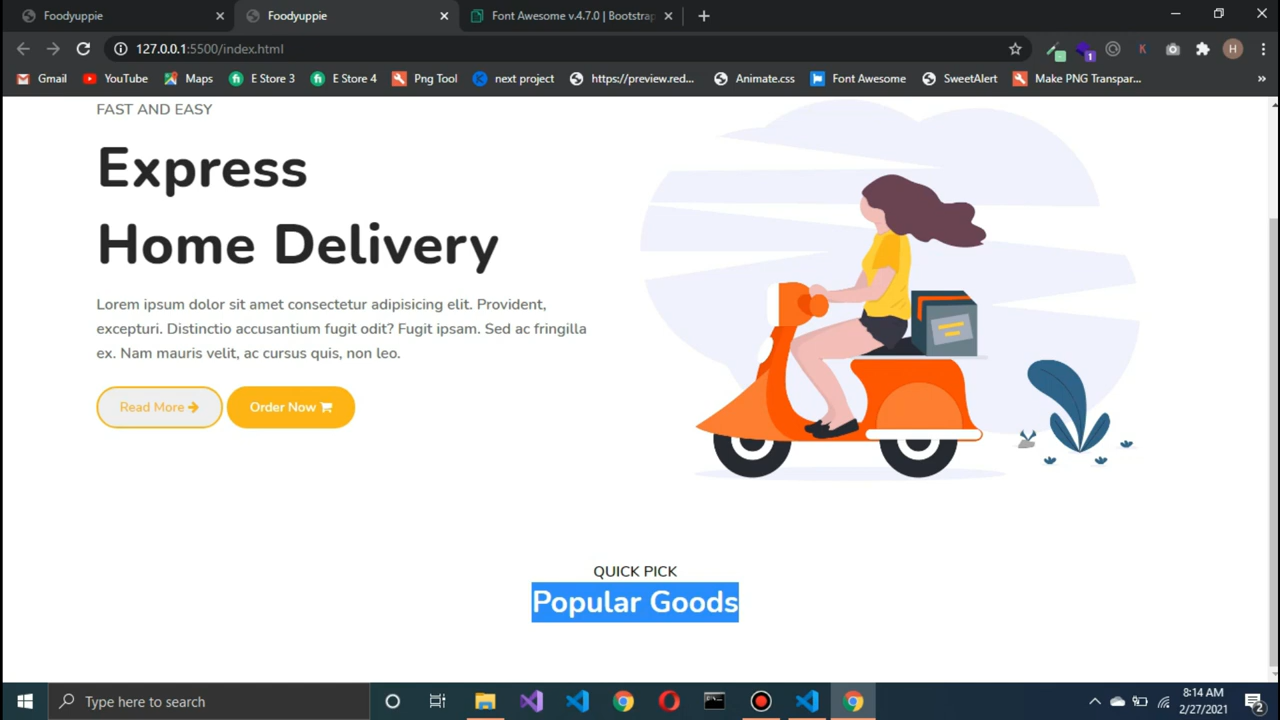 Foodyuppie
Foodyuppie
Font Awesome v.4.7.0 | Bootstrap
127.0.0.1:5500/index.html
1
K
H
Gmail
YouTube
Maps
E Store 3
E Store 4
Png Tool
next project
https://preview.red...
Animate.css
Font Awesome
SweetAlert
Make PNG Transpar...
»
FAST AND EASY
Express
Home Delivery
Lorem ipsum dolor sit amet consectetur adipisicing elit. Provident,
excepturi. Distinctio accusantium fugit odit? Fugit ipsam. Sed ac fringilla
ex. Nam mauris velit, ac cursus quis, non leo.
Read More
Order Now
QUICK PICK
Popular Goods
Type here to search
8:14 AM
2/27/2021
2